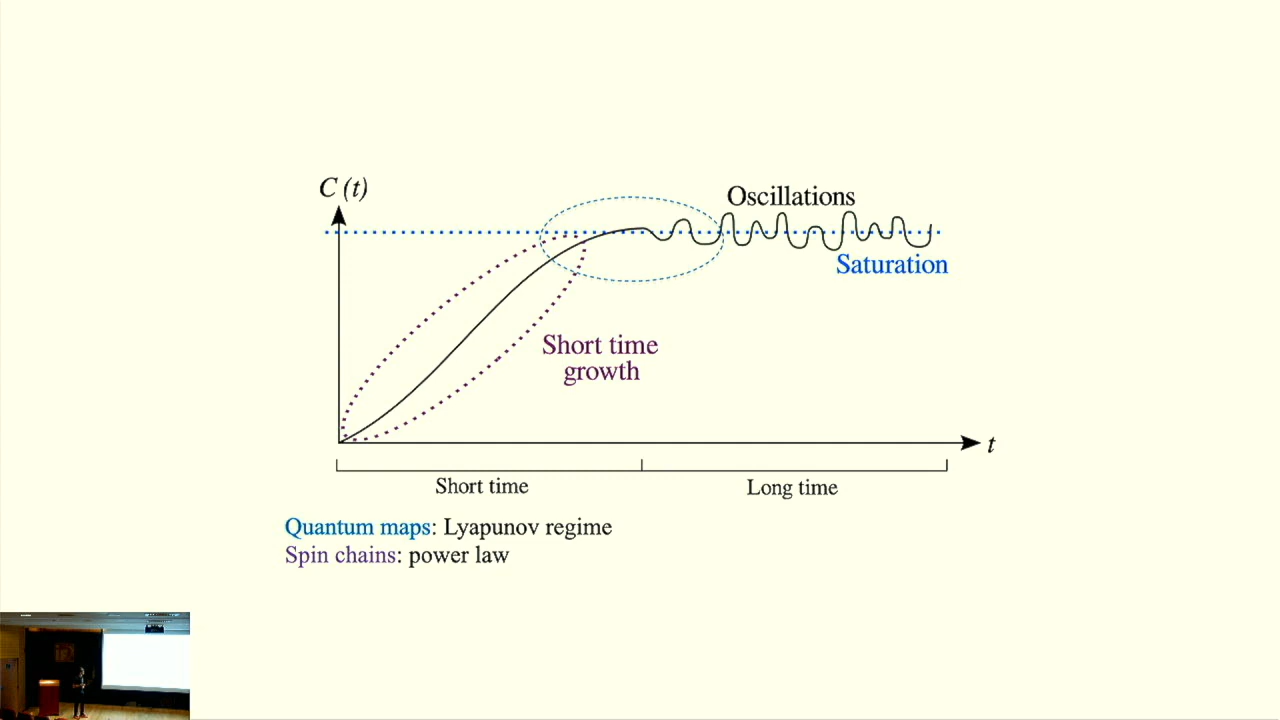 C (t)
Oscillations
Saturation
Short time
growth
t
Short time
Long time
Quantum maps: Lyapunov regime
Spin chains: power law